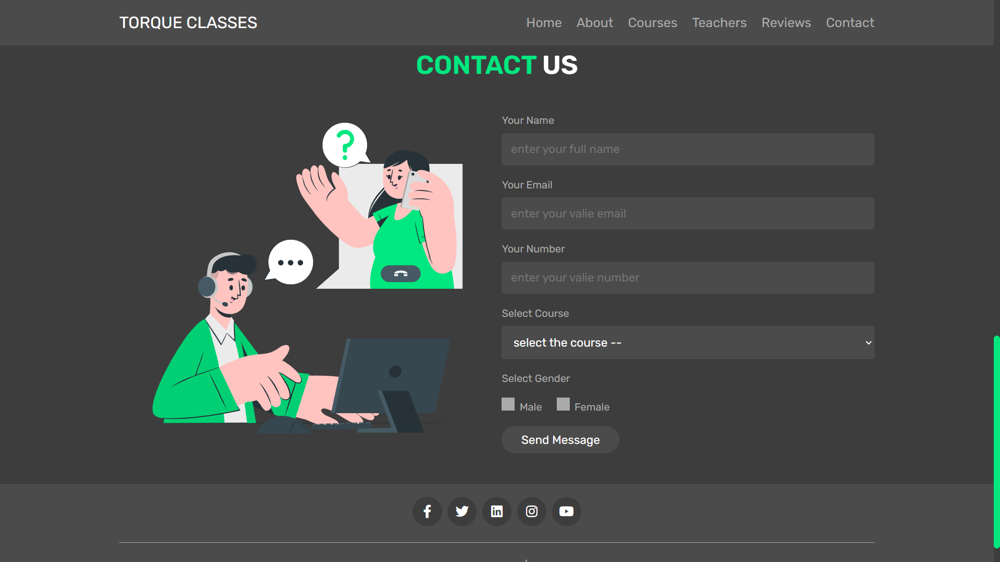 TORQUE CLASSES
Home About Courses Teachers Reviews Contact
CONTACT US
?
Your Name
enter your full name
Your Email
enter your valie email
Your Number
enter your valie number
Select Course
select the course --
Select Gender
Male Female
Send Message